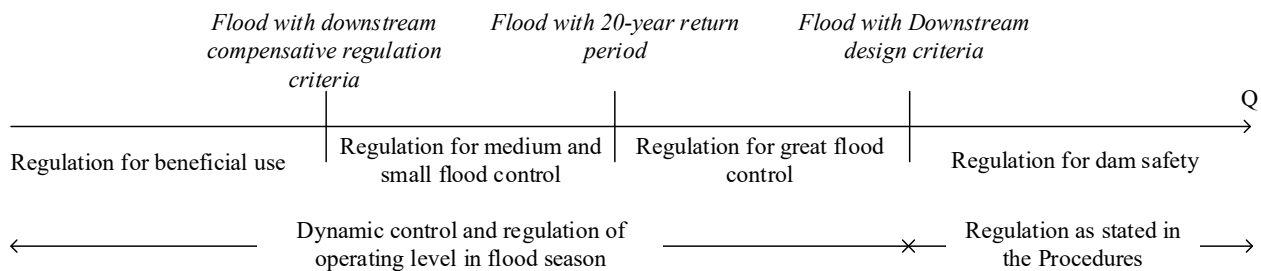 Flood with downstream
compensative regulation
criteria
Flood with 20-year return
period
Flood with Downstream
design criteria
Q
Regulation for beneficial use
Regulation for medium and
small flood control
Regulation for great flood
control
Regulation for dam safety
Dynamic control and regulation of
operating level in flood season
Regulation as stated in
the Procedures